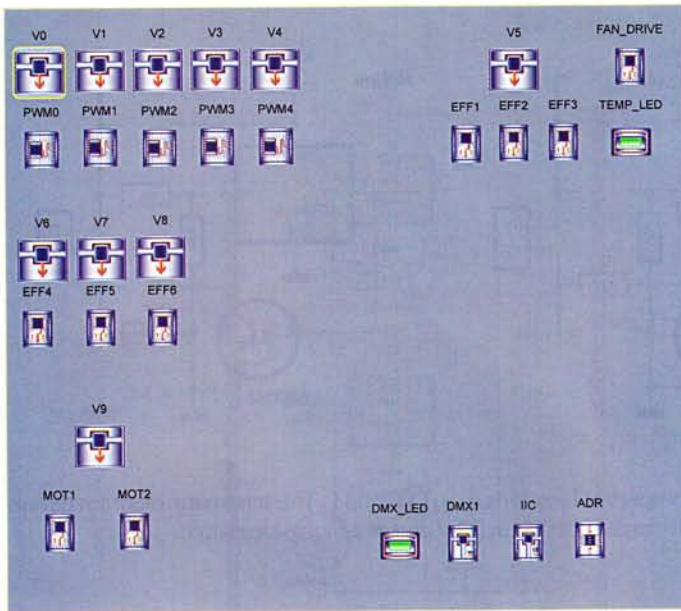 V0 V1 V2 V3 V4 V5 FAN_DRIVE
PWM0 PWM1 PWM2 PWM3 PWM4 EFF1 EFF2 EFF3 TEMP_LED
V6 V7 V8
EFF4 EFF5 EFF6
V9
MOT1 MOT2
DMX_LED DMX1 IIC ADR